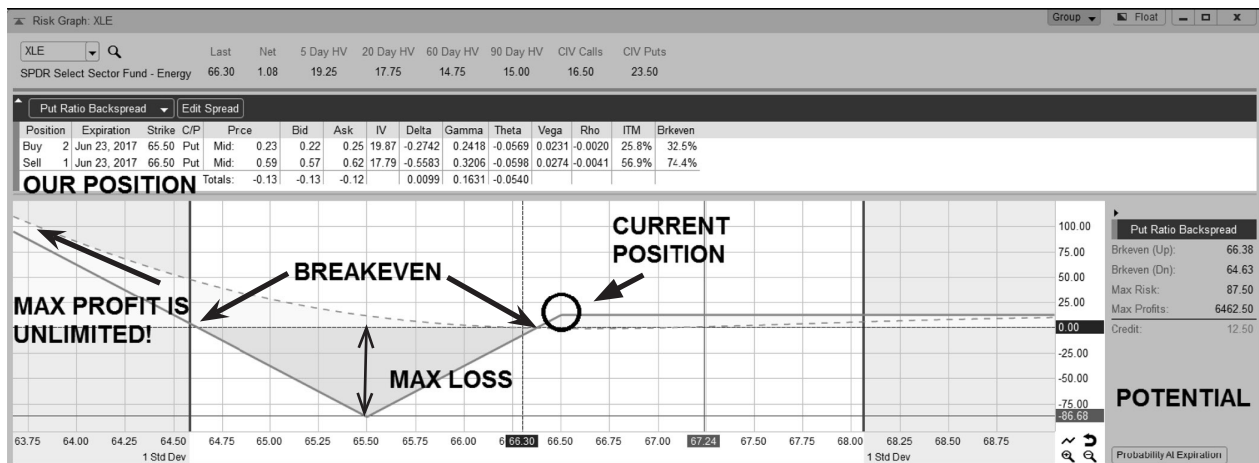 Risk Graph: XLE Group Float X
XLE Last Net 5 Day HV 20 Day HV 60 Day HV 90 Day HV CIV Calls CIV Puts
SPDR Select Sector Fund - Energy 66.30 1.08 19.25 17.75 14.75 15.00 16.50 23.50
Put Ratio Backspread Edit Spread
Position Expiration Strike C/P Price Bid Ask IV Delta Gamma Theta Vega Rho ITM Brkeven
Buy 2 Jun 23, 2017 65.50 Put Mid: 0.23 0.22 0.25 19.87 -0.2742 0.2418 -0.0569 0.0231 -0.0020 25.8% 32.5%
Sell 1 Jun 23, 2017 66.50 Put Mid: 0.59 0.57 0.62 17.79 -0.5583 0.3206 -0.0598 0.0274 -0.0041 56.9% 74.4%
Totals: -0.13 -0.13 -0.12 0.0099 0.1631 -0.0540
OUR POSITION
CURRENT
POSITION
BREAKEVEN
MAX PROFIT IS
UNLIMITED!
MAX LOSS
100.00
75.00
50.00
25.00
0.00
-25.00
-50.00
-75.00
-86.68
63.75 64.00 64.25 64.50 64.75 65.00 65.25 65.50 65.75 66.00 66.30 66.50 66.75 67.00 67.24 67.50 67.75 68.00 68.25 68.50 68.75
1 Std Dev 1 Std Dev
Put Ratio Backspread
Brkeven (Up): 66.38
Brkeven (Dn): 64.63
Max Risk: 87.50
Max Profits: 6462.50
Credit: 12.50
POTENTIAL
Probability At Expiration